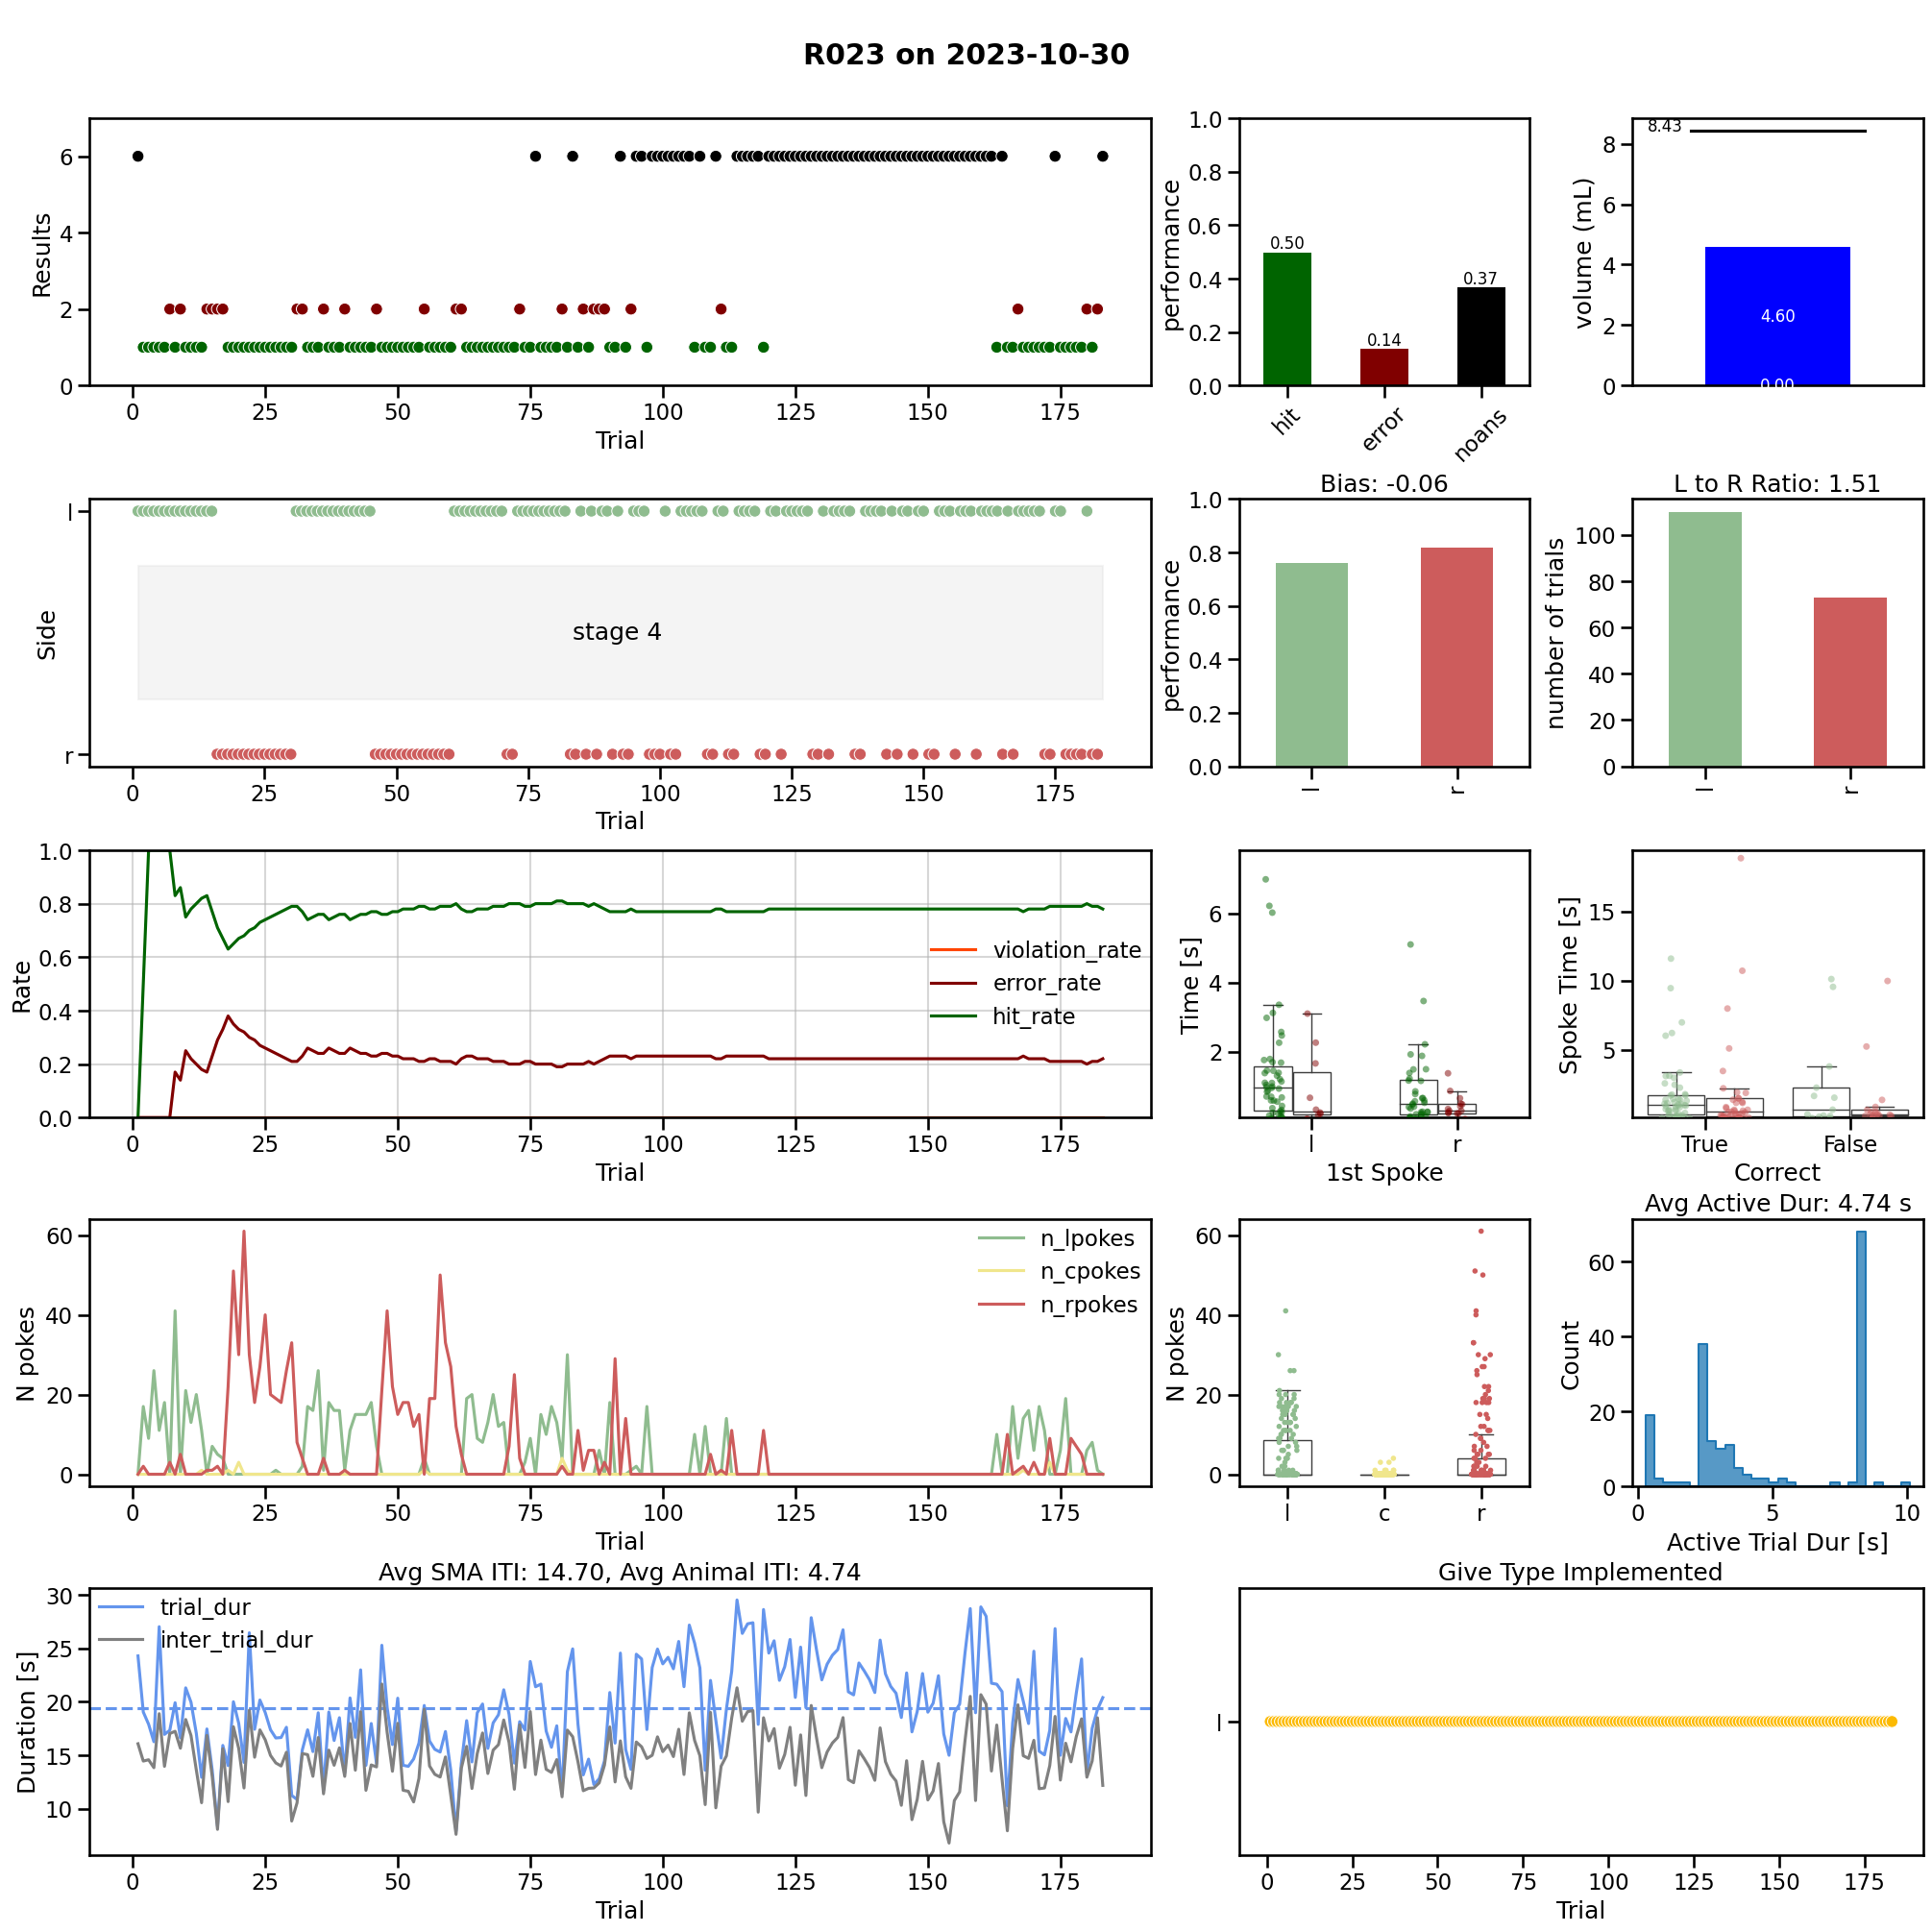 R023 on 2023-10-30
Results
6
4
2
0
0 25 50 75 100 125 150 175
Trial
performance
1.0
0.8
0.6
0.4
0.2
0.0
0.50
0.14
0.37
hit error noans
volume (mL)
8
6
4
2
0
8.43
4.60
0.00
Side
l
r
stage 4
0 25 50 75 100 125 150 175
Trial
Bias: -0.06
performance
1.0
0.8
0.6
0.4
0.2
0.0
l r
L to R Ratio: 1.51
number of trials
100
80
60
40
20
0
l r
Rate
1.0
0.8
0.6
0.4
0.2
0.0
violation_rate
error_rate
hit_rate
0 25 50 75 100 125 150 175
Trial
Time [s]
6
4
2
l r
1st Spoke
Spoke Time [s]
15
10
5
True False
Correct
N pokes
60
40
20
0
n_lpokes
n_cpokes
n_rpokes
0 25 50 75 100 125 150 175
Trial
N pokes
60
40
20
0
l c r
Avg Active Dur: 4.74 s
Count
60
40
20
0
0 5 10
Active Trial Dur [s]
Avg SMA ITI: 14.70, Avg Animal ITI: 4.74
Duration [s]
30
25
20
15
10
trial_dur
inter_trial_dur
0 25 50 75 100 125 150 175
Trial
Give Type Implemented
l
0 25 50 75 100 125 150 175
Trial